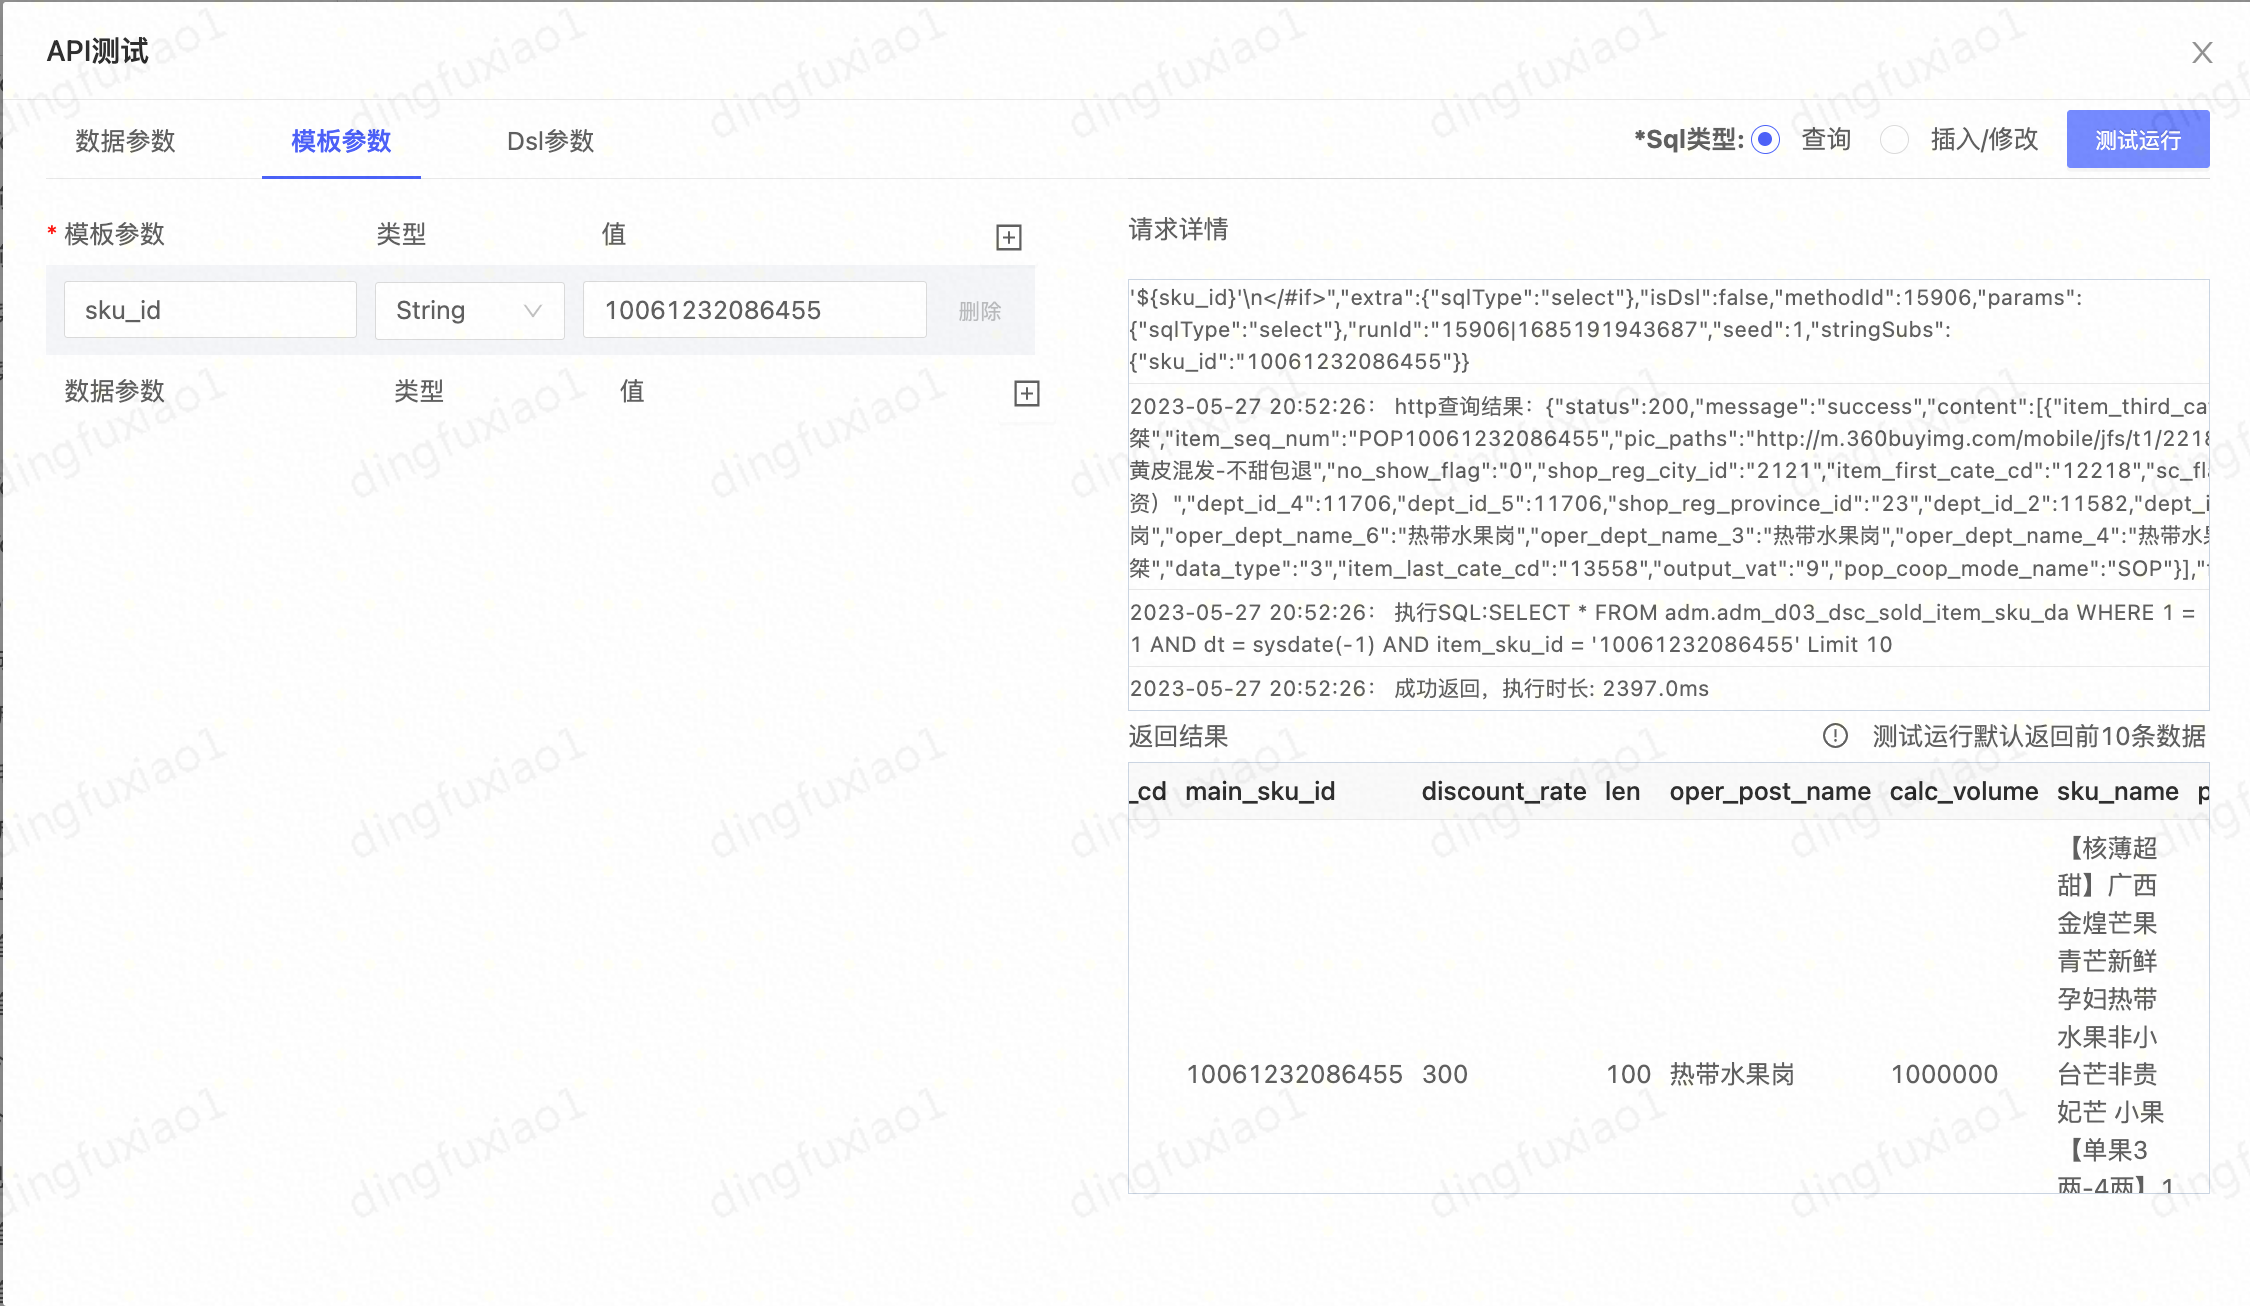 API测试
数据参数 模板参数 Dsl参数 *Sql类型: 查询 插入/修改 测试运行
* 模板参数 类型 值
sku_id String 10061232086455 删除
数据参数 类型 值
请求详情
'${sku_id}'\n</#if>","extra":{"sqlType":"select"},"isDsl":false,"methodId":15906,"params":
{"sqlType":"select"},"runId":"15906|1685191943687","seed":1,"stringSubs":
{"sku_id":"10061232086455"}}
2023-05-27 20:52:26： http查询结果：{"status":200,"message":"success","content":[{"item_third_ca
桀","item_seq_num":"POP10061232086455","pic_paths":"http://m.360buyimg.com/mobile/jfs/t1/2218
黄皮混发-不甜包退","no_show_flag":"0","shop_reg_city_id":"2121","item_first_cate_cd":"12218","sc_fl
资）","dept_id_4":11706,"dept_id_5":11706,"shop_reg_province_id":"23","dept_id_2":11582,"dept_i
岗","oper_dept_name_6":"热带水果岗","oper_dept_name_3":"热带水果岗","oper_dept_name_4":"热带水果
桀","data_type":"3","item_last_cate_cd":"13558","output_vat":"9","pop_coop_mode_name":"SOP"}],"
2023-05-27 20:52:26： 执行SQL:SELECT * FROM adm.adm_d03_dsc_sold_item_sku_da WHERE 1 =
1 AND dt = sysdate(-1) AND item_sku_id = '10061232086455' Limit 10
2023-05-27 20:52:26： 成功返回，执行时长: 2397.0ms
返回结果 测试运行默认返回前10条数据
_cd main_sku_id discount_rate len oper_post_name calc_volume sku_name p
【核薄超
甜】广西
金煌芒果
青芒新鲜
孕妇热带
水果非小
10061232086455 300 100 热带水果岗 1000000 台芒非贵
妃芒 小果
【单果3
两-4两】1
dingfuxiao1